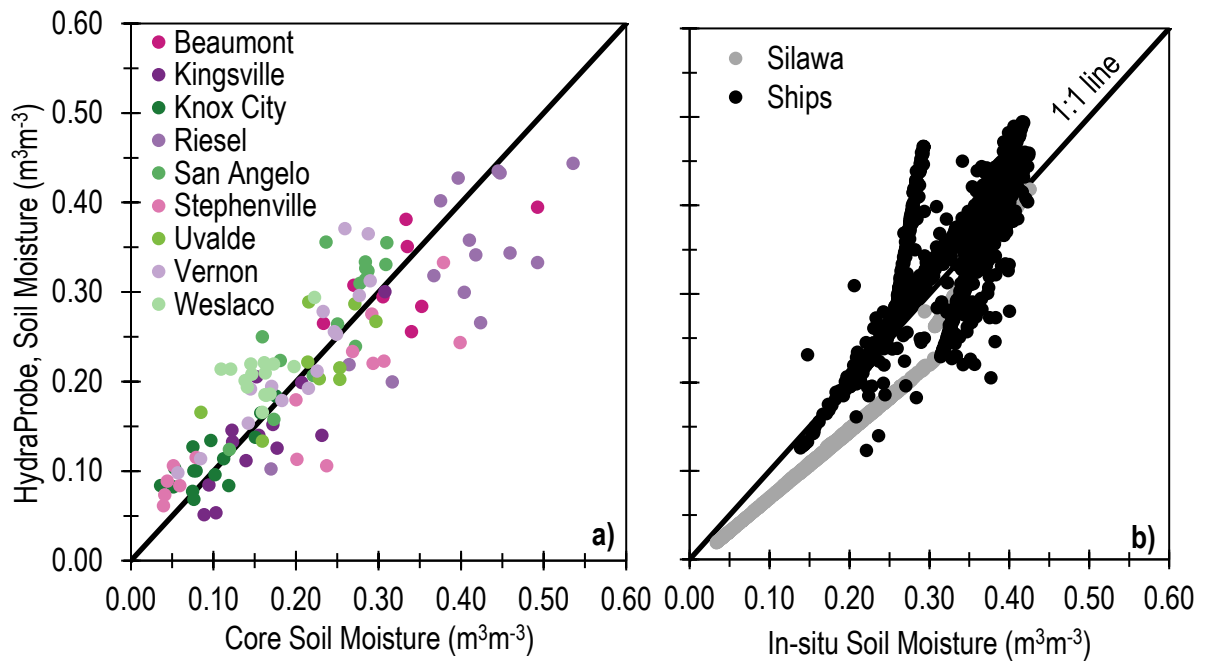 0.60
0.50
0.40
0.30
0.20
0.10
0.00
HydraProbe, Soil Moisture (m³m⁻³)
Beaumont
Kingsville
Knox City
Riesel
San Angelo
Stephenville
Uvalde
Vernon
Weslaco
a)
0.00 0.10 0.20 0.30 0.40 0.50 0.60
Core Soil Moisture (m³m⁻³)
Silawa
Ships
1:1 line
b)
0.00 0.10 0.20 0.30 0.40 0.50 0.60
In-situ Soil Moisture (m³m⁻³)